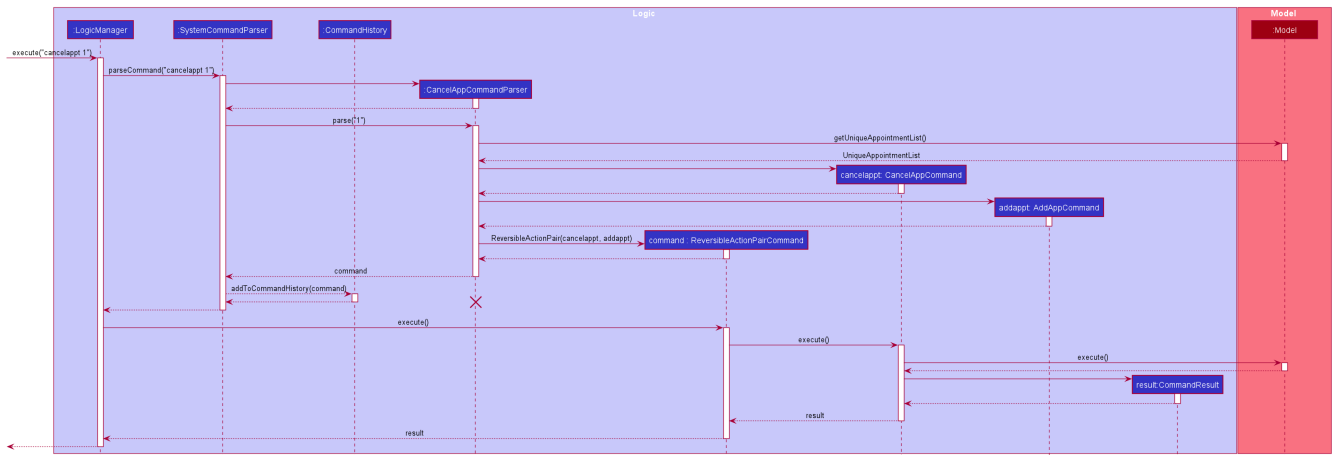 Logic
Model
:LogicManager
:SystemCommandParser
:CommandHistory
:Model
execute("cancelappt 1")
parseCommand("cancelappt 1")
:CancelAppCommandParser
parse("1")
getUniqueAppointmentList()
UniqueAppointmentList
cancelappt: CancelAppCommand
addappt: AddAppCommand
ReversibleActionPair(cancelappt, addappt)
command : ReversibleActionPairCommand
command
addToCommandHistory(command)
execute()
execute()
execute()
result:CommandResult
result
result